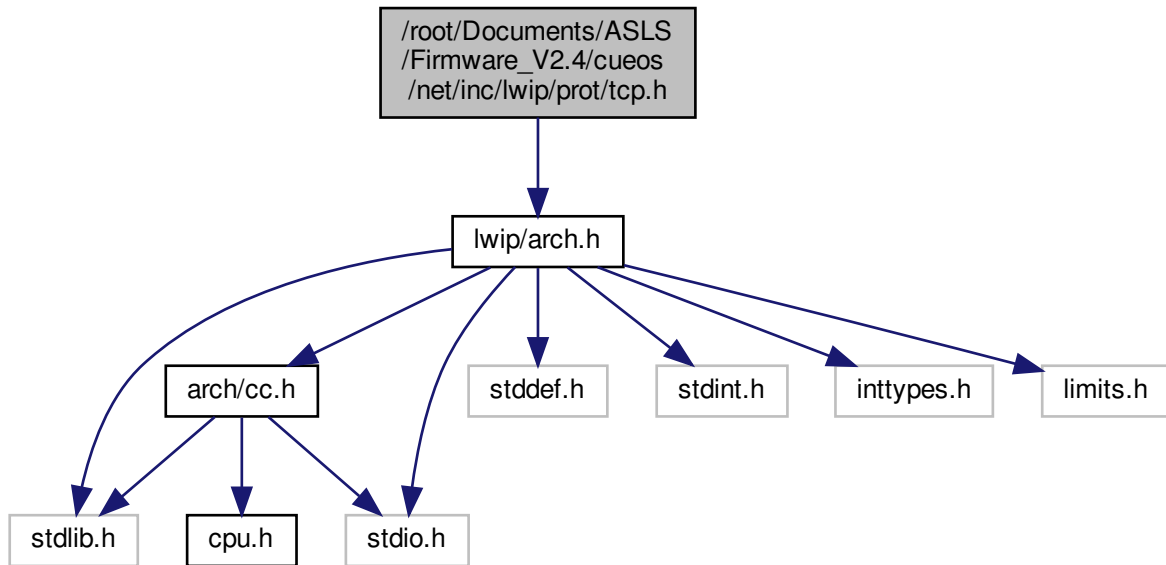 /root/Documents/ASLS
/Firmware_V2.4/cueos
/net/inc/lwip/prot/tcp.h
lwip/arch.h
arch/cc.h
stddef.h
stdint.h
inttypes.h
limits.h
stdlib.h
cpu.h
stdio.h